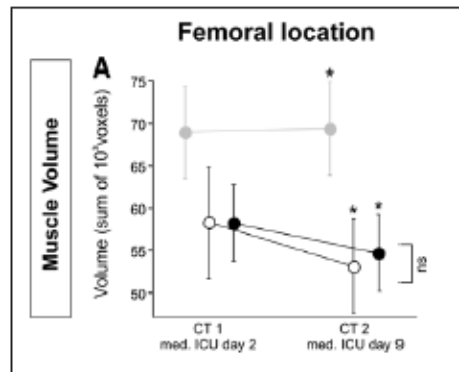 Femoral location
Muscle Volume
A
Volume (sum of 10³voxels)
75
70
65
60
55
50
*
*
*
ns
CT 1
med. ICU day 2
CT 2
med. ICU day 9